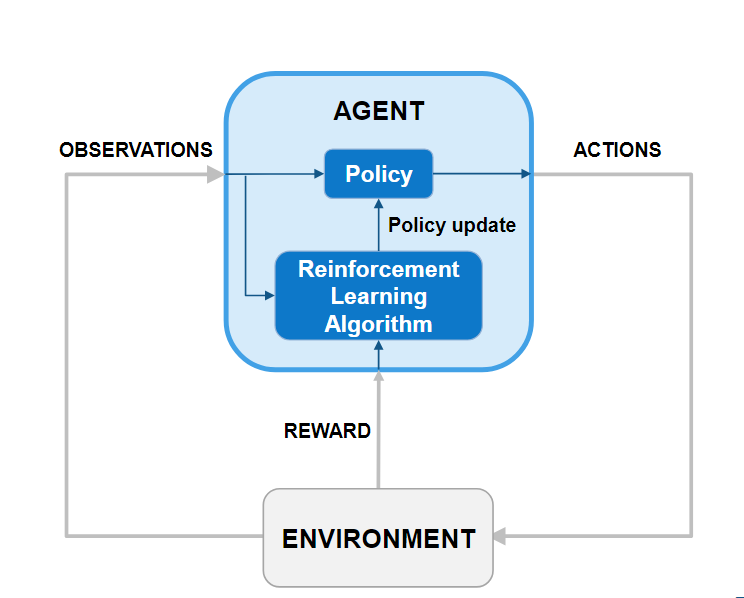 AGENT
OBSERVATIONS
ACTIONS
Policy
Policy update
Reinforcement
Learning
Algorithm
REWARD
ENVIRONMENT